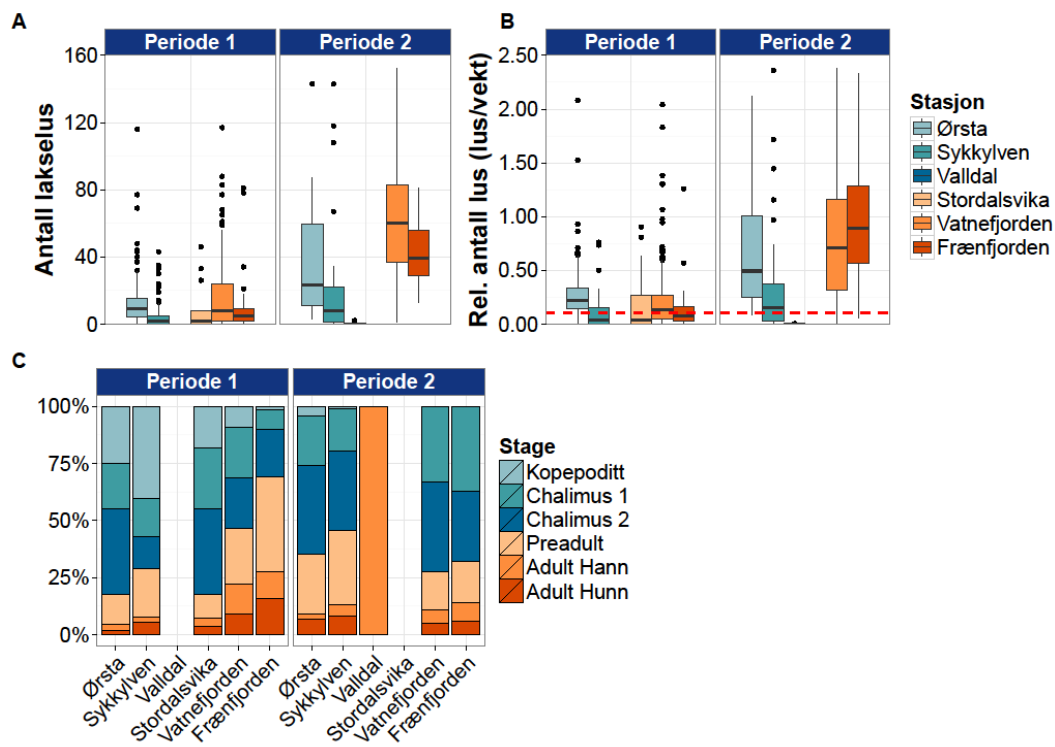 A
Periode 1
Periode 2
Antall lakselus
160
120
80
40
0
B
Periode 1
Periode 2
Rel. antall lus (lus/vekt)
2.50
2.00
1.50
1.00
0.50
0.00
Stasjon
Ørsta
Sykkylven
Valldal
Stordalsvika
Vatnefjorden
Frænfjorden
C
Periode 1
Periode 2
100%
75%
50%
25%
0%
Ørsta
Sykkylven
Valldal
Stordalsvika
Vatnefjorden
Frænfjorden
Ørsta
Sykkylven
Valldal
Stordalsvika
Vatnefjorden
Frænfjorden
Stage
Kopepoditt
Chalimus 1
Chalimus 2
Preadult
Adult Hann
Adult Hunn